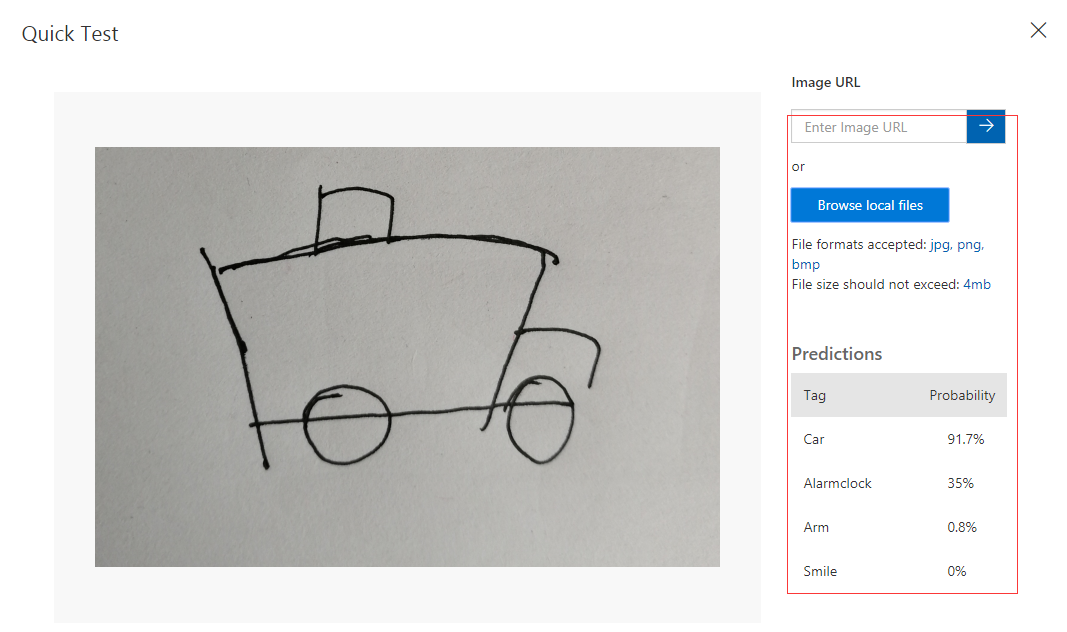 Quick Test
Image URL
Enter Image URL
or
Browse local files
File formats accepted: jpg, png,
bmp
File size should not exceed: 4mb
Predictions
Tag Probability
Car 91.7%
Alarmclock 35%
Arm 0.8%
Smile 0%